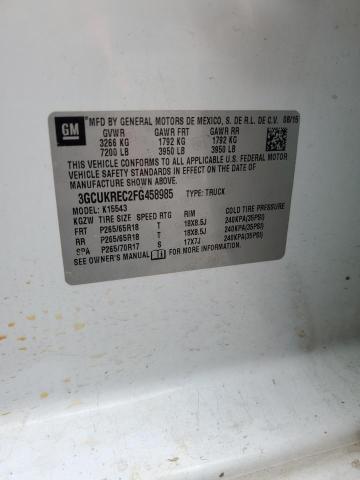 GM
MFD BY GENERAL MOTORS DE MEXICO, S. DE R.L. DE C.V. 08/15
GVWR GAWR FRT GAWR RR
3266 KG 1792 KG 1792 KG
7200 LB 3950 LB 3950 LB
THIS VEHICLE CONFORMS TO ALL APPLICABLE U.S. FEDERAL MOTOR
VEHICLE SAFETY STANDARDS IN EFFECT ON THE DATE OF
MANUFACTURE SHOWN ABOVE.
3GCUKREC2FG458985 TYPE: TRUCK
MODEL: K15543
KGZW TIRE SIZE SPEED RTG RIM COLD TIRE PRESSURE
FRT P265/65R18 T 18X8.5J 240KPA(35PSI)
RR P265/65R18 T 18X8.5J 240KPA(35PSI)
SPA P265/70R17 S 17X7J 240KPA(35PSI)
SEE OWNER'S MANUAL